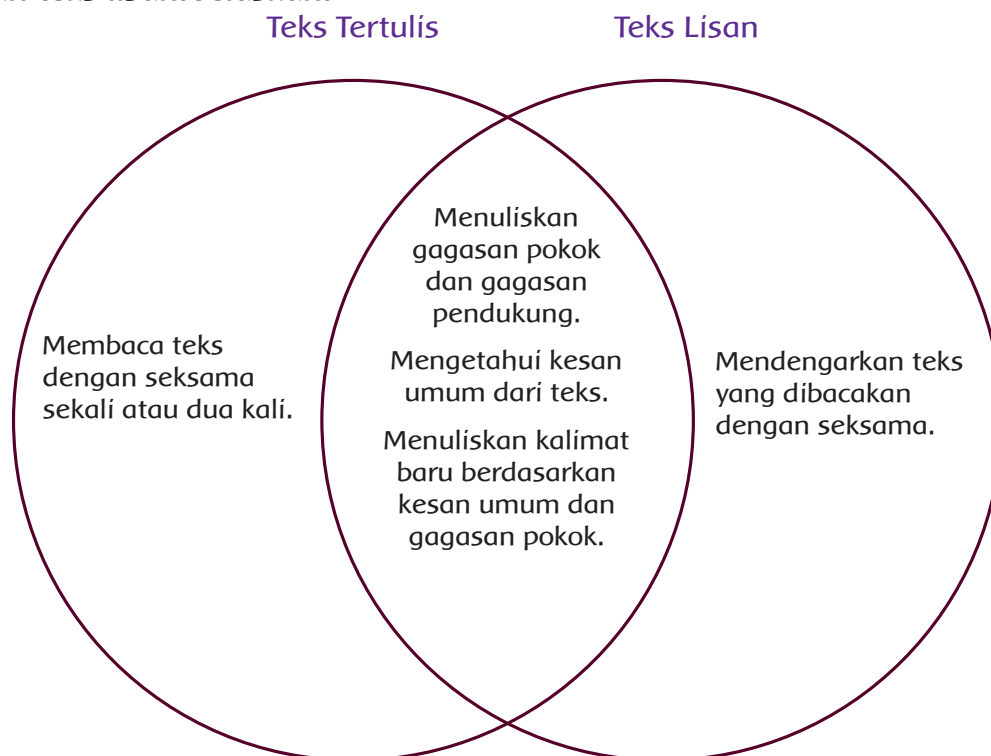 Teks Tertulis
Teks Lisan
Membaca teks
dengan seksama
sekali atau dua kali.
Menuliskan
gagasan pokok
dan gagasan
pendukung.
Mengetahui kesan
umum dari teks.
Menuliskan kalimat
baru berdasarkan
kesan umum dan
gagasan pokok.
Mendengarkan teks
yang dibacakan
dengan seksama.